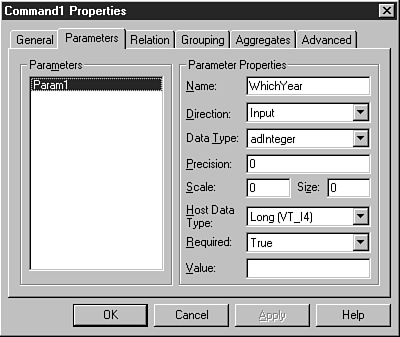 Command1 Properties
General Parameters Relation Grouping Aggregates Advanced
Parameters
Param1
Parameter Properties
Name: WhichYear
Direction: Input
Data Type: adInteger
Precision: 0
Scale: 0 Size: 0
Host Data Type: Long (VT_I4)
Required: True
Value:
OK Cancel Apply Help